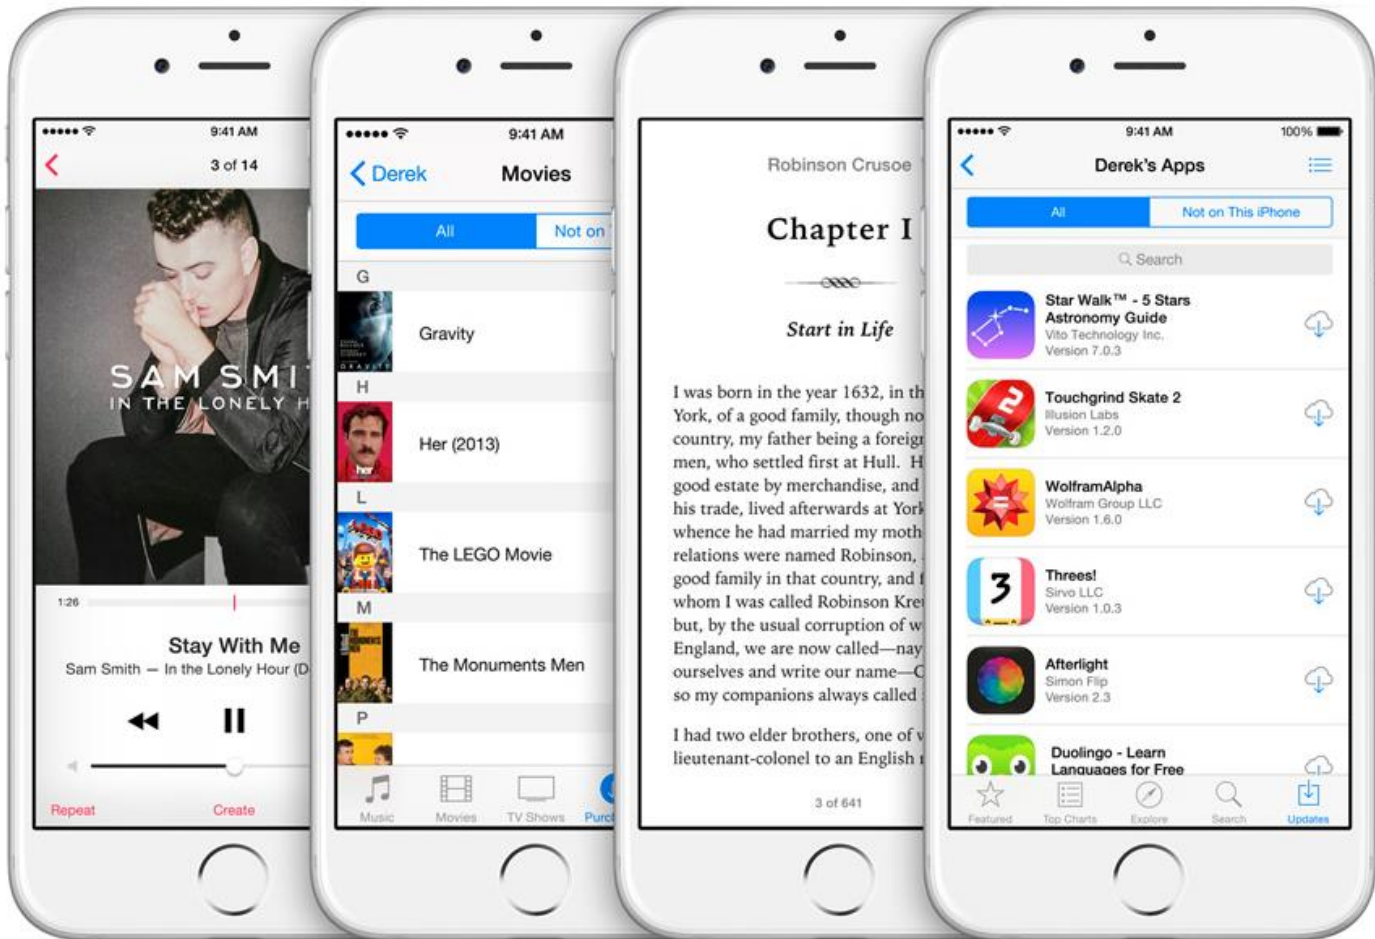 9:41 AM
3 of 14
SAM SMI
IN THE LONELY H
1:26
Stay With Me
Sam Smith — In the Lonely Hour (D
Repeat
Create
9:41 AM
Derek
Movies
All
Not on
G
GRAVITY
Gravity
H
her
Her (2013)
L
The LEGO Movie
M
THE MONUMENTS MEN
The Monuments Men
P
Music
Movies
TV Shows
Purch
Robinson Crusoe
Chapter I
Start in Life
I was born in the year 1632, in th
York, of a good family, though no
country, my father being a foreig
men, who settled first at Hull. H
good estate by merchandise, and
his trade, lived afterwards at York
whence he had married my moth
relations were named Robinson,
good family in that country, and f
whom I was called Robinson Kre
but, by the usual corruption of w
England, we are now called—nay
ourselves and write our name—C
so my companions always called
I had two elder brothers, one of w
lieutenant-colonel to an English
3 of 641
9:41 AM
100%
Derek's Apps
All
Not on This iPhone
Search
Star Walk™ - 5 Stars
Astronomy Guide
Vito Technology Inc.
Version 7.0.3
2
Touchgrind Skate 2
Illusion Labs
Version 1.2.0
=
WolframAlpha
Wolfram Group LLC
Version 1.6.0
3
Threes!
Sirvo LLC
Version 1.0.3
Afterlight
Simon Flip
Version 2.3
Duolingo - Learn
Languages for Free
Featured
Top Charts
Explore
Search
Updates